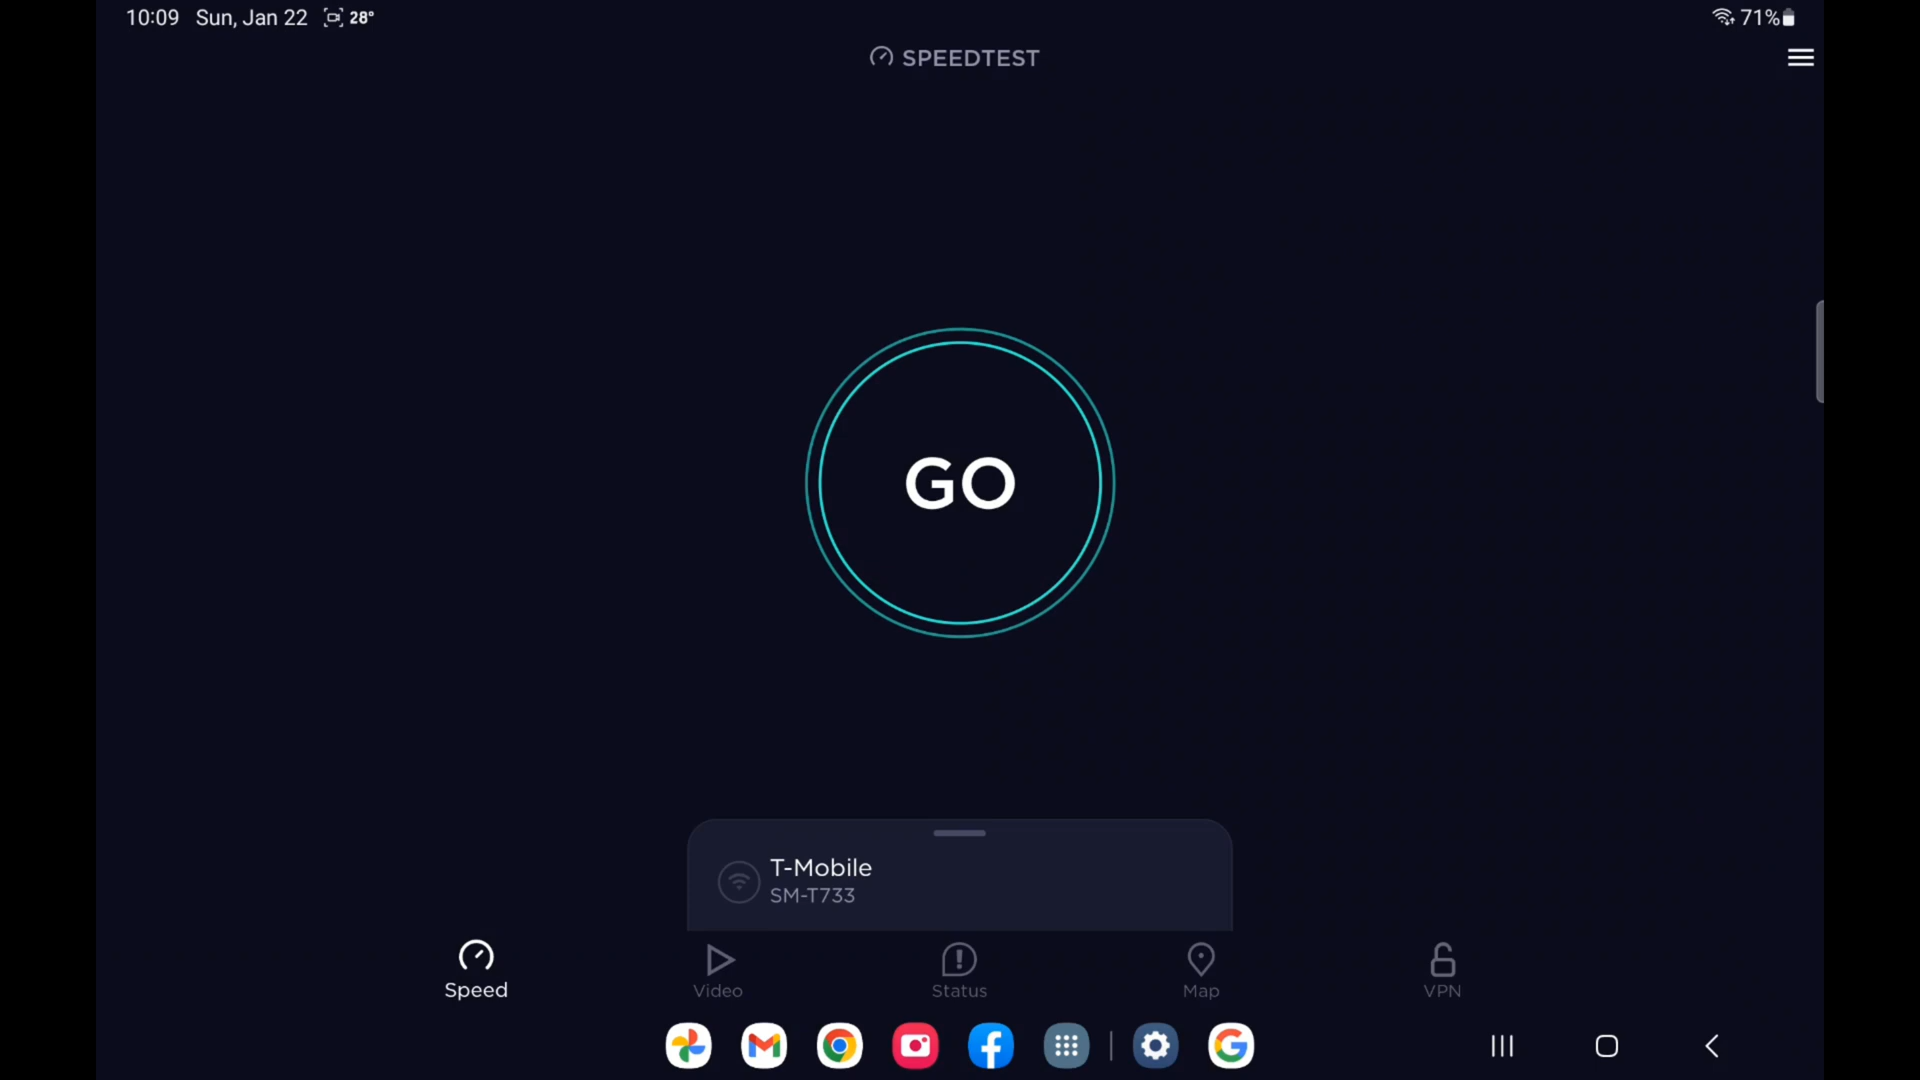 10:09 Sun, Jan 22 28°
71%
SPEEDTEST
GO
T-Mobile
SM-T733
Speed
Video
Status
Map
VPN